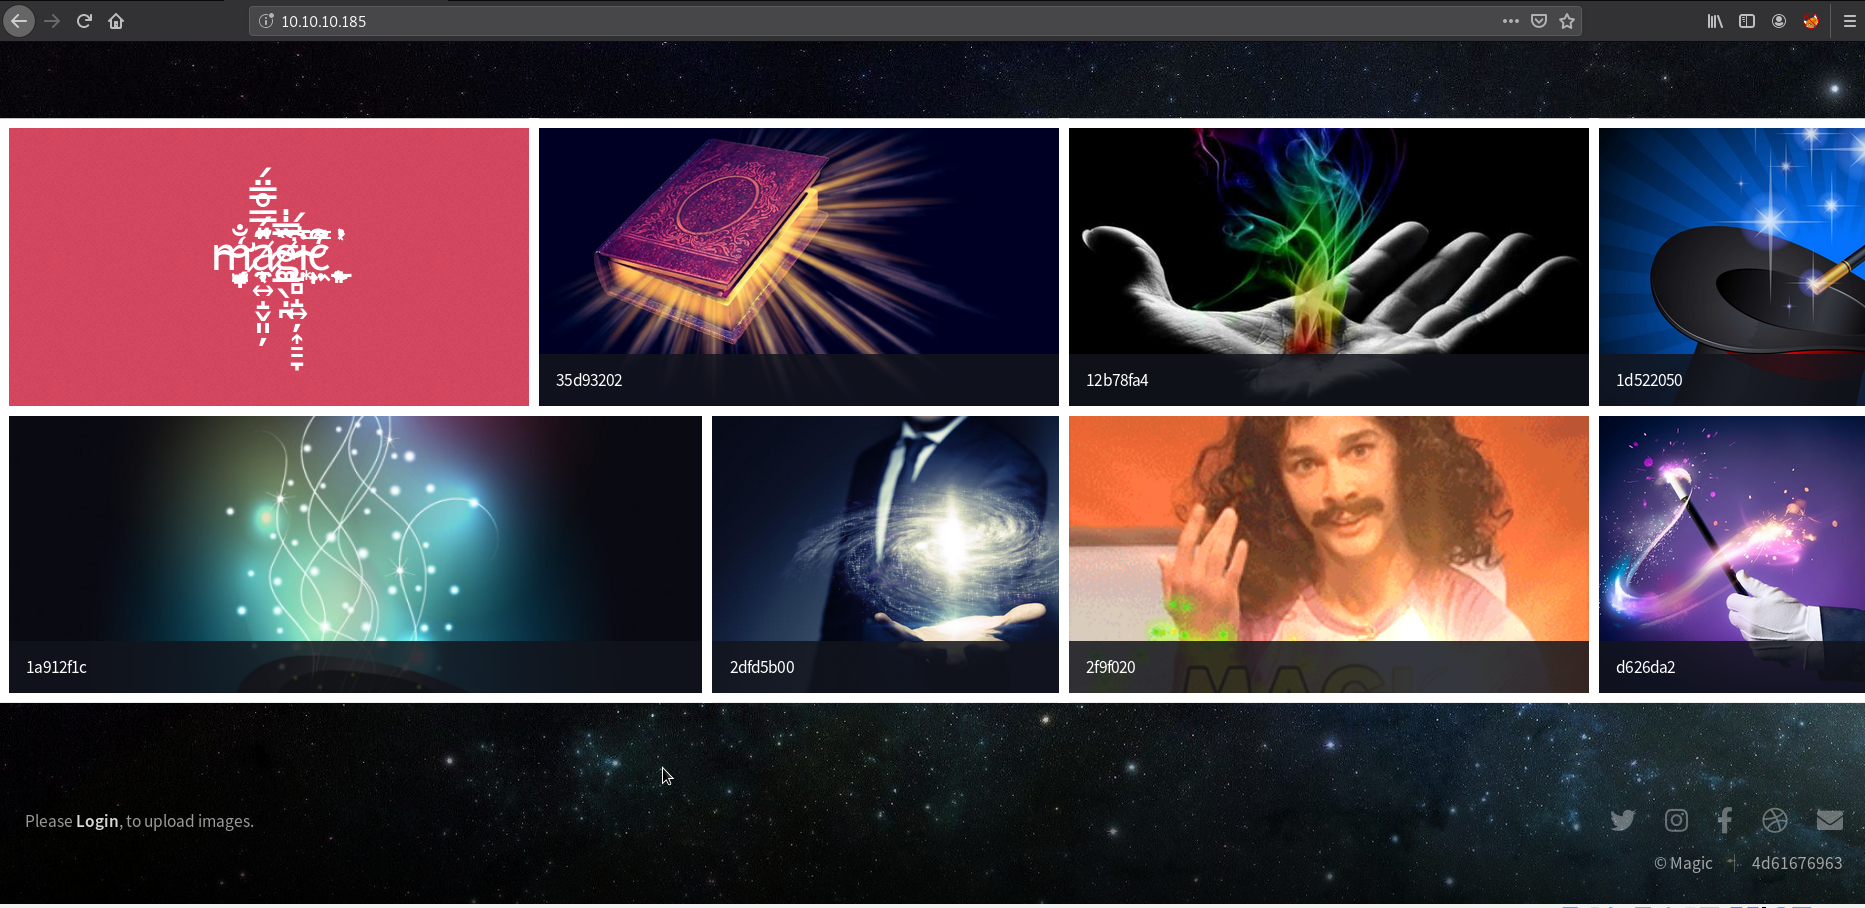 10.10.10.185
magic
35d93202
12b78fa4
1d522050
1a912f1c
2dfd5b00
2f9f020
d626da2
Please Login, to upload images.
© Magic | 4d61676963